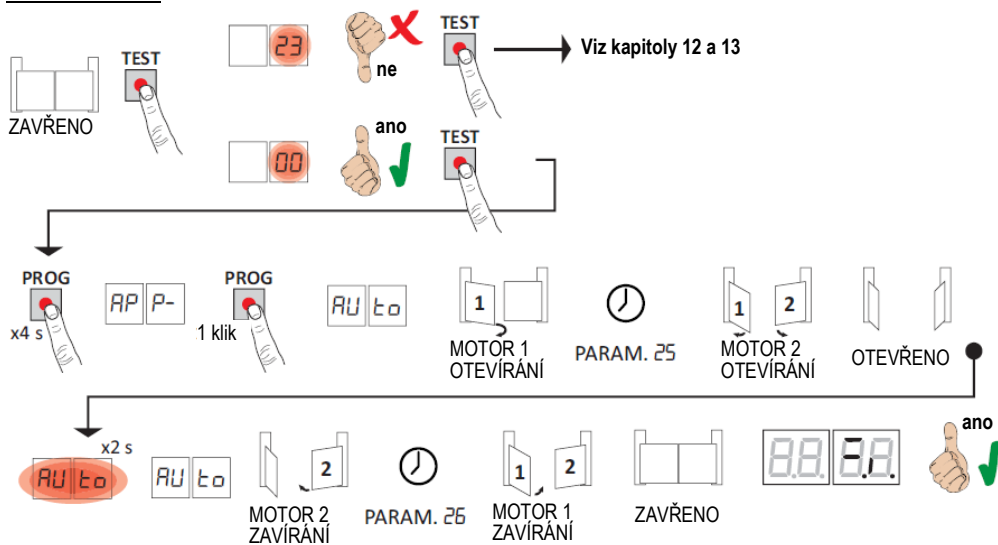 TEST
23
ne
TEST
Viz kapitoly 12 a 13
ZAVŘENO
00
ano
TEST
PROG
x4 s
AP P-
PROG
1 klik
AU to
1
MOTOR 1
OTEVÍRÁNÍ
PARAM. 25
1 2
MOTOR 2
OTEVÍRÁNÍ
OTEVŘENO
AU to
x2 s
AU to
2
MOTOR 2
ZAVÍRÁNÍ
PARAM. 26
1 2
MOTOR 1
ZAVÍRÁNÍ
ZAVŘENO
ano